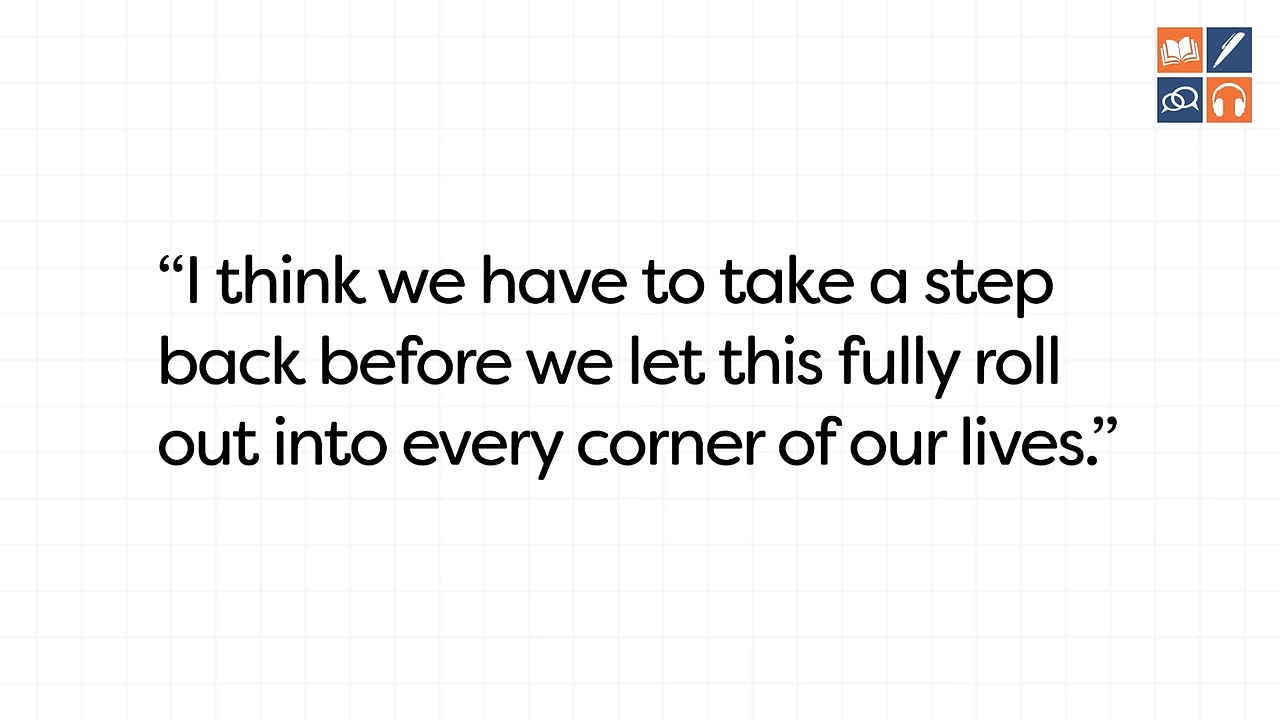 “I think we have to take a step
back before we let this fully roll
out into every corner of our lives.”